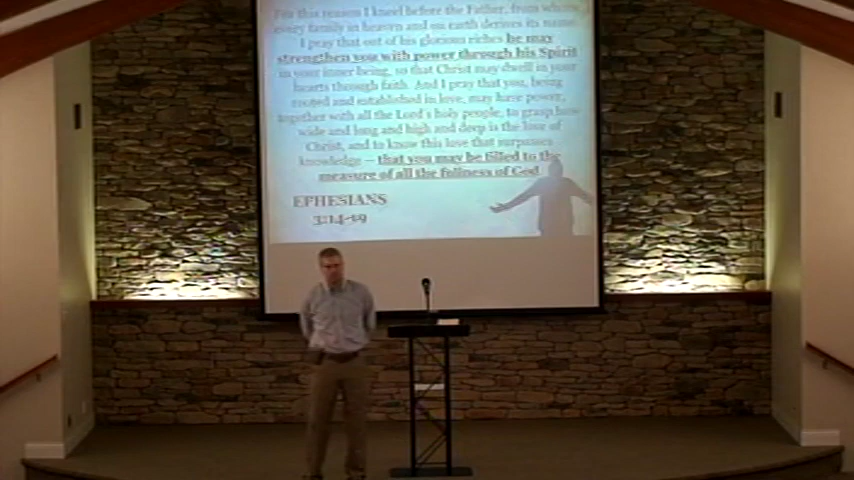 For this reason I kneel before the Father, from whom
every family in heaven and on earth derives its name.
I pray that out of his glorious riches he may
strengthen you with power through his Spirit
in your inner being, so that Christ may dwell in your
hearts through faith. And I pray that you, being
rooted and established in love, may have power,
together with all the Lord's holy people, to grasp how
wide and long and high and deep is the love of
Christ, and to know this love that surpasses
knowledge – that you may be filled to the
measure of all the fullness of God.
EPHESIANS
3:14-19